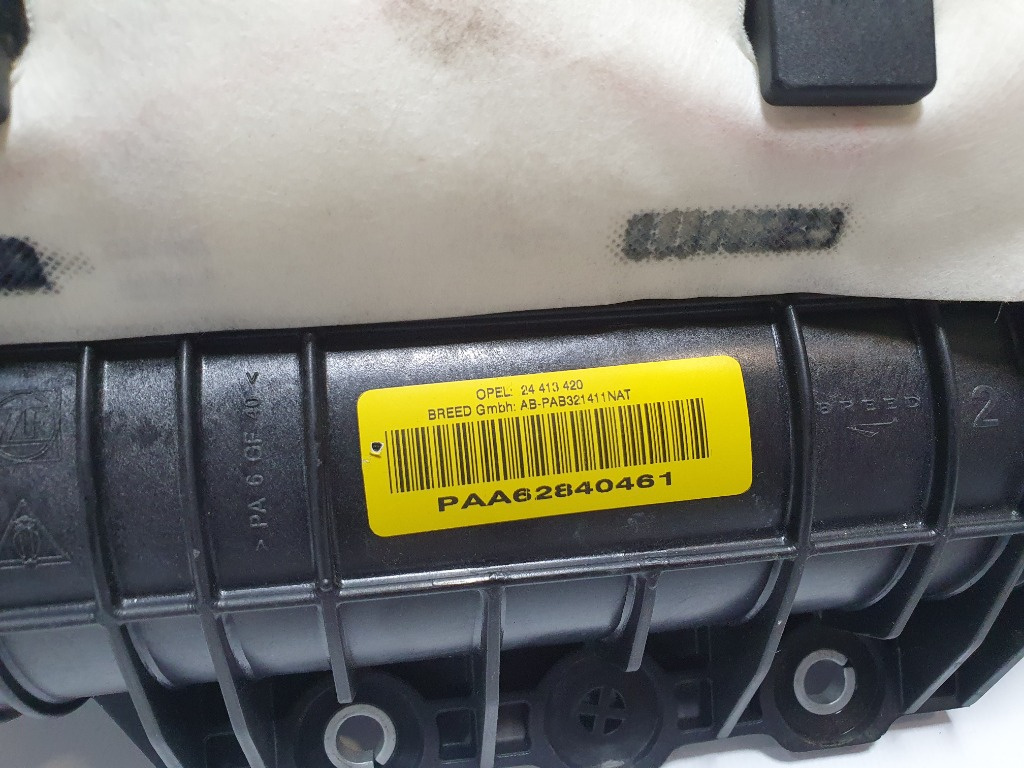 OPEL: 24 413 420
BREED Gmbh: AB-PAB321411NAT
PAA62840461
> PA 6 GF 40 <
BREED
2